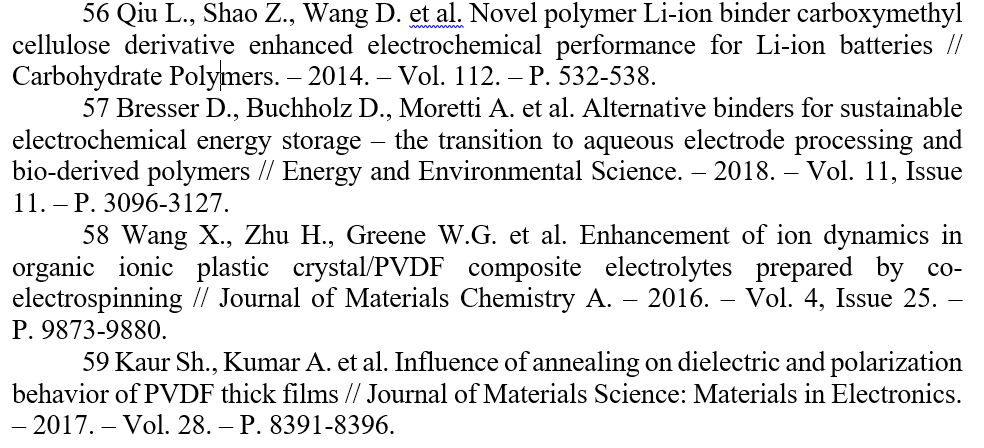 56 Qiu L., Shao Z., Wang D. et al. Novel polymer Li-ion binder carboxymethyl
cellulose derivative enhanced electrochemical performance for Li-ion batteries //
Carbohydrate Polymers. – 2014. – Vol. 112. – P. 532-538.
57 Bresser D., Buchholz D., Moretti A. et al. Alternative binders for sustainable
electrochemical energy storage – the transition to aqueous electrode processing and
bio-derived polymers // Energy and Environmental Science. – 2018. – Vol. 11, Issue
11. – P. 3096-3127.
58 Wang X., Zhu H., Greene W.G. et al. Enhancement of ion dynamics in
organic ionic plastic crystal/PVDF composite electrolytes prepared by co-
electrospinning // Journal of Materials Chemistry A. – 2016. – Vol. 4, Issue 25. –
P. 9873-9880.
59 Kaur Sh., Kumar A. et al. Influence of annealing on dielectric and polarization
behavior of PVDF thick films // Journal of Materials Science: Materials in Electronics.
– 2017. – Vol. 28. – P. 8391-8396.